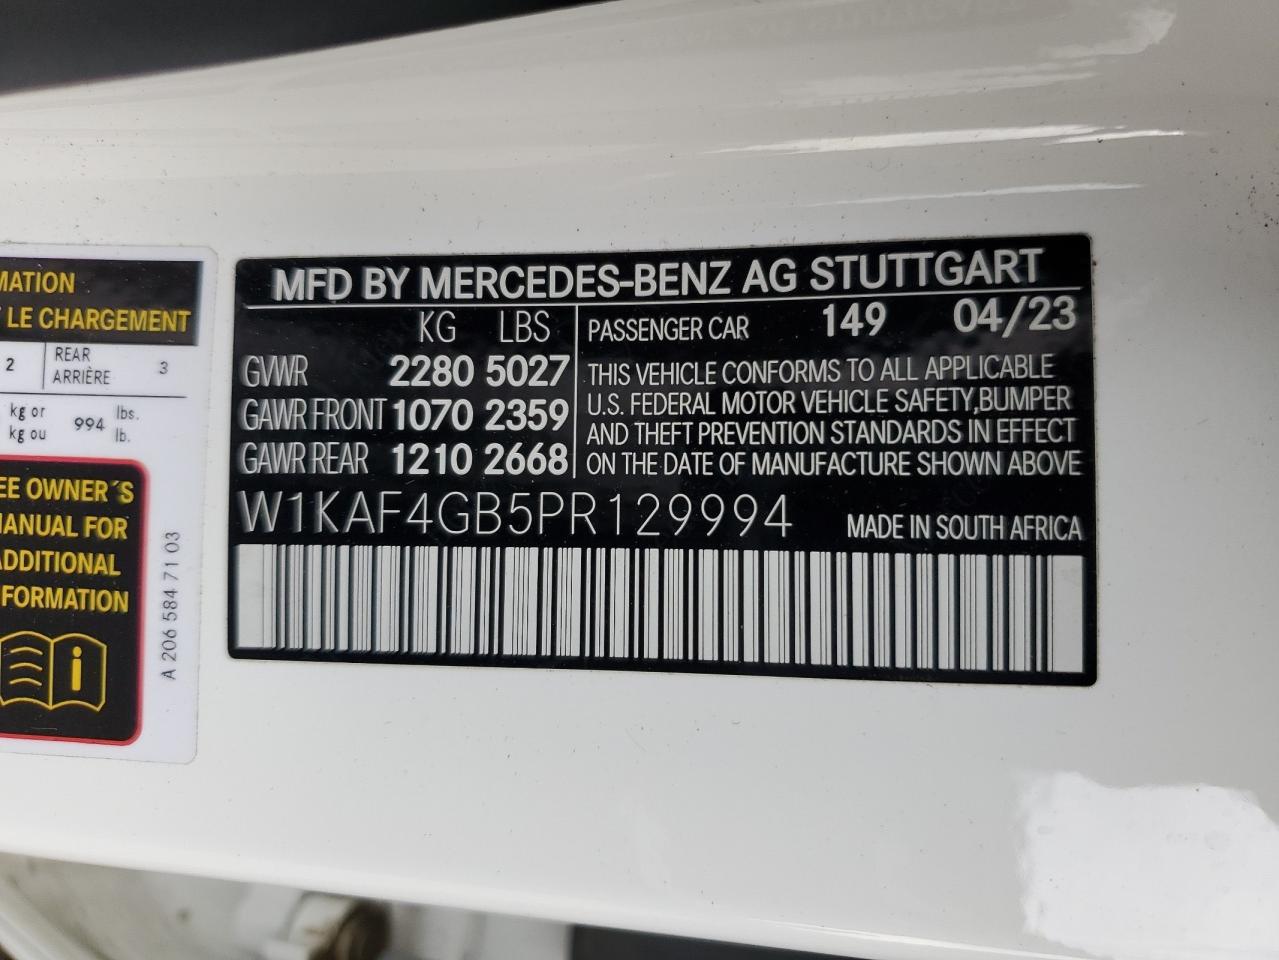 MATION
LE CHARGEMENT
2 REAR 3
ARRIÈRE
kg or 994 lbs.
kg ou lb.
EE OWNER´S
ANUAL FOR
ADDITIONAL
FORMATION
A 206 584 71 03
MFD BY MERCEDES-BENZ AG STUTTGART
KG LBS
GVWR 2280 5027
GAWR FRONT 1070 2359
GAWR REAR 1210 2668
PASSENGER CAR 149 04/23
THIS VEHICLE CONFORMS TO ALL APPLICABLE
U.S. FEDERAL MOTOR VEHICLE SAFETY,BUMPER
AND THEFT PREVENTION STANDARDS IN EFFECT
ON THE DATE OF MANUFACTURE SHOWN ABOVE
W1KAF4GB5PR129994
MADE IN SOUTH AFRICA